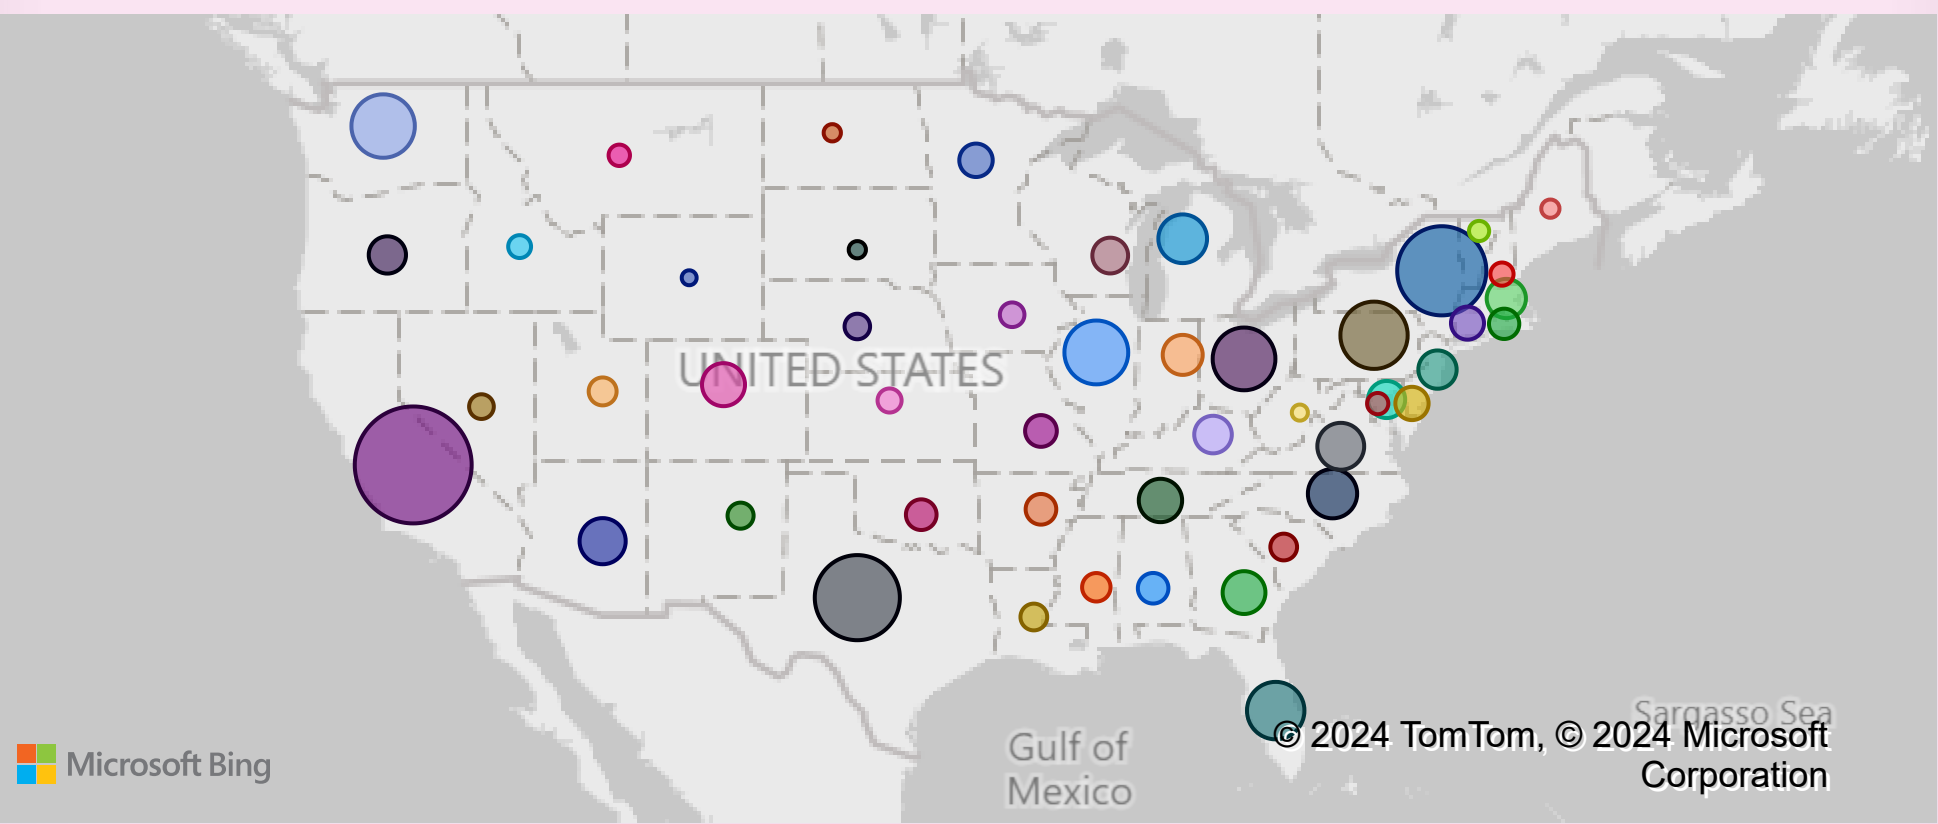 UNITED STATES
Gulf of
Mexico
Sargasso Sea
© 2024 TomTom, © 2024 Microsoft
Corporation
Microsoft Bing